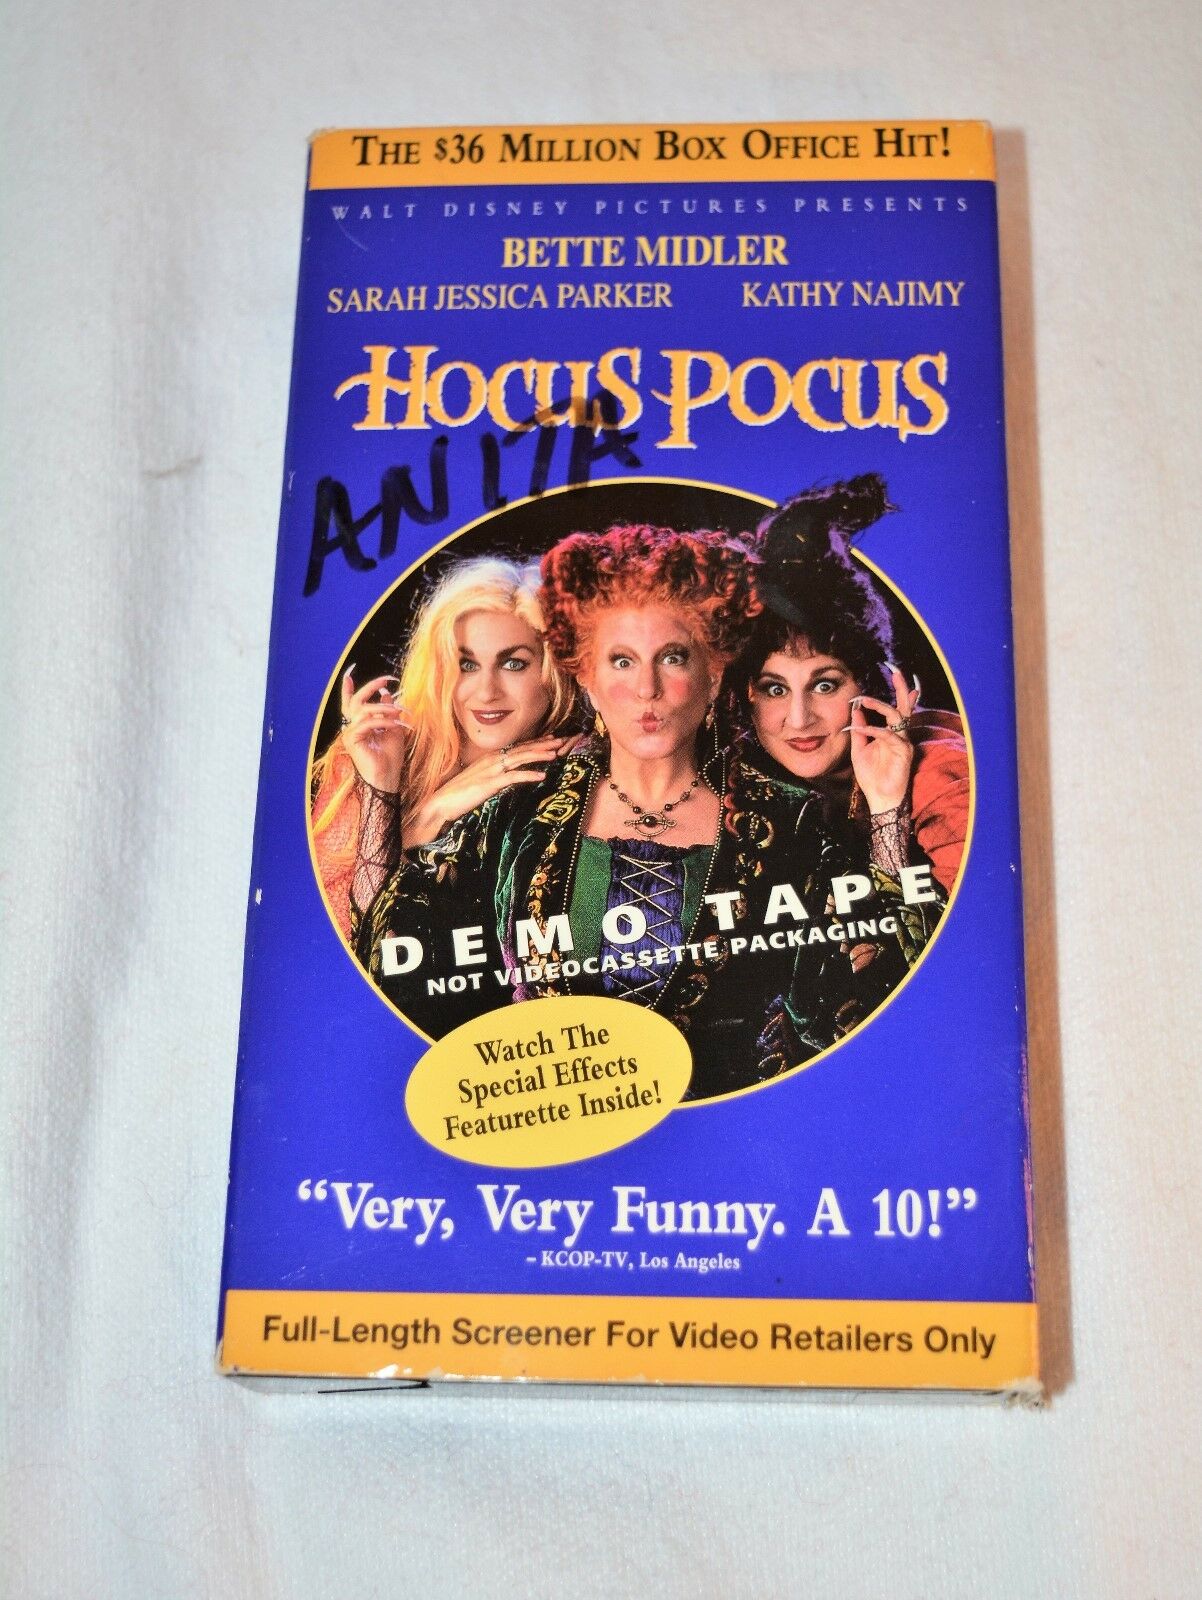 THE $36 MILLION BOX OFFICE HIT!
WALT DISNEY PICTURES PRESENTS
BETTE MIDLER
SARAH JESSICA PARKER KATHY NAJIMY
HOCUS POCUS
ANITA
DEMO TAPE
NOT VIDEOCASSETTE PACKAGING
Watch The
Special Effects
Featurette Inside!
“Very, Very Funny. A 10!”
– KCOP-TV, Los Angeles
Full-Length Screener For Video Retailers Only